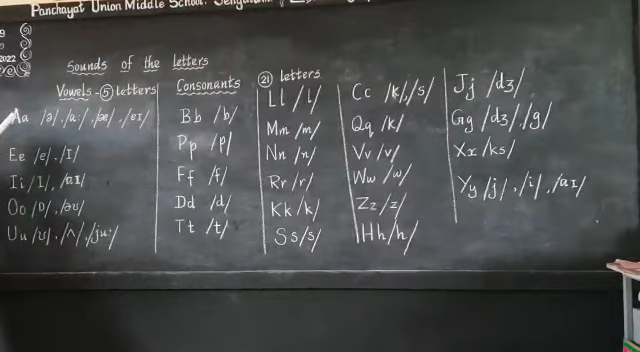 Panchayat Union Middle School
9
2022
Sounds of the letters
Vowels - 5 letters
Aa /ə/, /ɑ:/, /æ/, /eɪ/
Ee /e/, /ɪ/
Ii /ɪ/, /aɪ/
Oo /ɒ/, /əʊ/
Uu /ʊ/, /ʌ/, /ju:/
Consonants 21 letters
Bb /b/
Pp /p/
Ff /f/
Dd /d/
Tt /t/
Ll /l/
Mm /m/
Nn /n/
Rr /r/
Kk /k/
Ss /s/
Cc /k/, /s/
Qq /k/
Vv /v/
Ww /w/
Zz /z/
Hh /h/
Jj /dʒ/
Gg /dʒ/, /g/
Xx /ks/
Yy /j/, /i/, /aɪ/